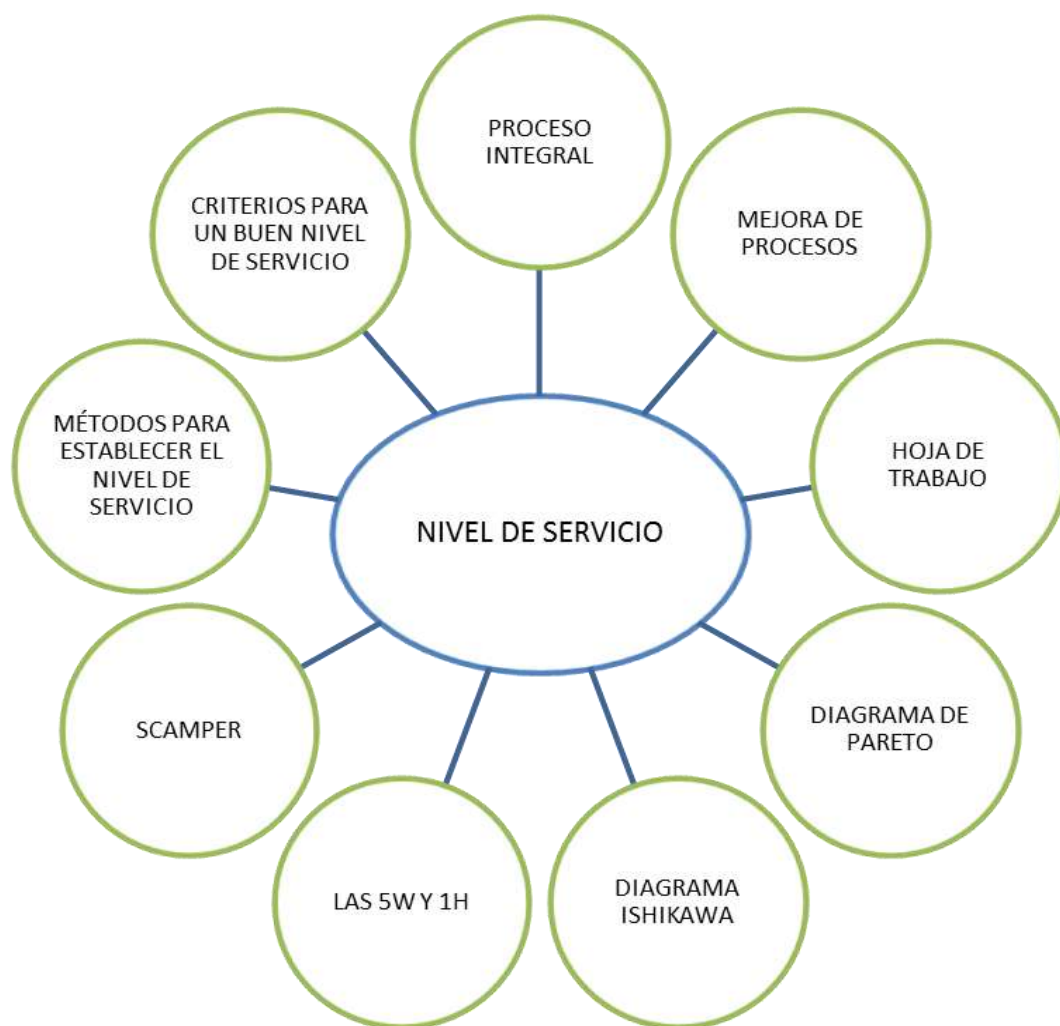 PROCESO
INTEGRAL
MEJORA DE
PROCESOS
HOJA DE
TRABAJO
DIAGRAMA DE
PARETO
DIAGRAMA
ISHIKAWA
LAS 5W Y 1H
SCAMPER
MÉTODOS PARA
ESTABLECER EL
NIVEL DE
SERVICIO
CRITERIOS PARA
UN BUEN NIVEL
DE SERVICIO
NIVEL DE SERVICIO